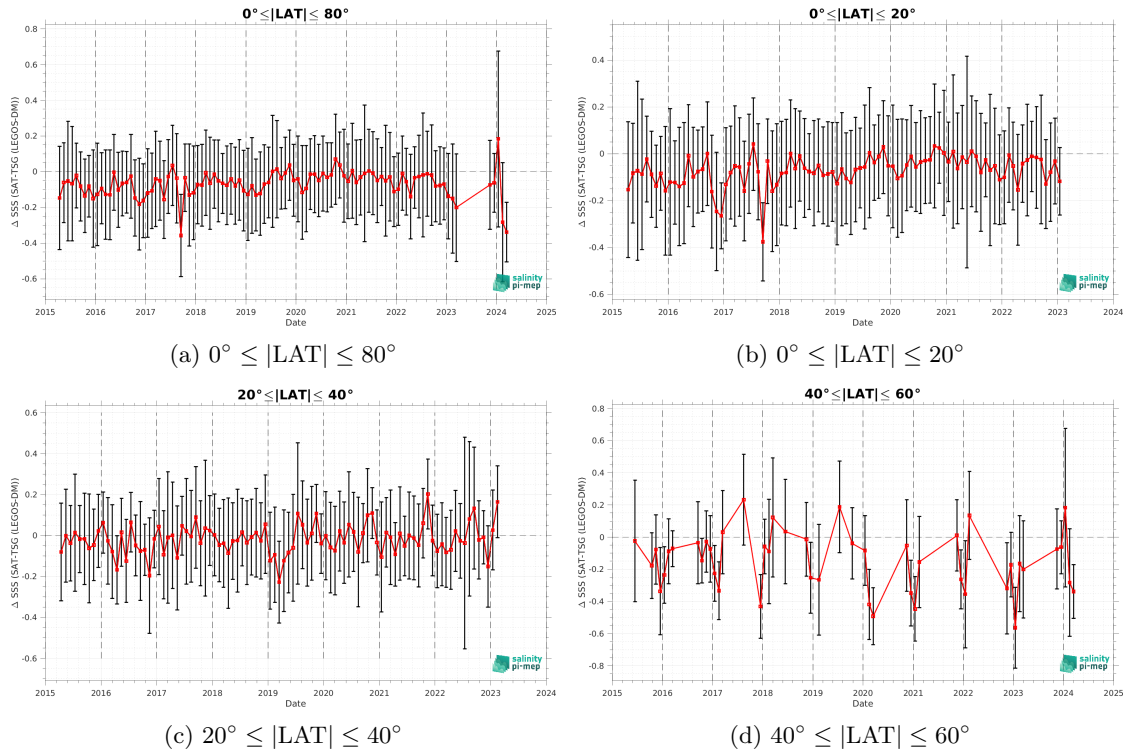 0°≤|LAT|≤ 80°
Δ SSS (SAT-TSG (LEGOS-DM))
0.8
0.6
0.4
0.2
0
-0.2
-0.4
-0.6
2015 2016 2017 2018 2019 2020 2021 2022 2023 2024 2025
Date
salinity
pi-mep
(a) 0° ≤ |LAT| ≤ 80°
0°≤|LAT|≤ 20°
Δ SSS (SAT-TSG (LEGOS-DM))
0.4
0.2
0
-0.2
-0.4
-0.6
2015 2016 2017 2018 2019 2020 2021 2022 2023 2024
Date
salinity
pi-mep
(b) 0° ≤ |LAT| ≤ 20°
20°≤|LAT|≤ 40°
Δ SSS (SAT-TSG (LEGOS-DM))
0.6
0.4
0.2
0
-0.2
-0.4
-0.6
2015 2016 2017 2018 2019 2020 2021 2022 2023 2024
Date
salinity
pi-mep
(c) 20° ≤ |LAT| ≤ 40°
40°≤|LAT|≤ 60°
Δ SSS (SAT-TSG (LEGOS-DM))
0.8
0.6
0.4
0.2
0
-0.2
-0.4
-0.6
-0.8
2015 2016 2017 2018 2019 2020 2021 2022 2023 2024 2025
Date
salinity
pi-mep
(d) 40° ≤ |LAT| ≤ 60°